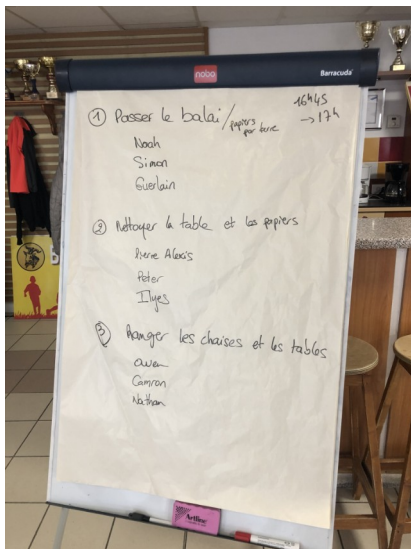 nobo
Barracuda
16h45
→ 17h
① Passer le balai / papiers
par terre
Noah
Simon
Guerlain
② Nettoyer la table et les papiers
Pierre Alexis
Peter
Ilyes
③ Ranger les chaises et les tables
Owen
Camron
Nathan
Artline